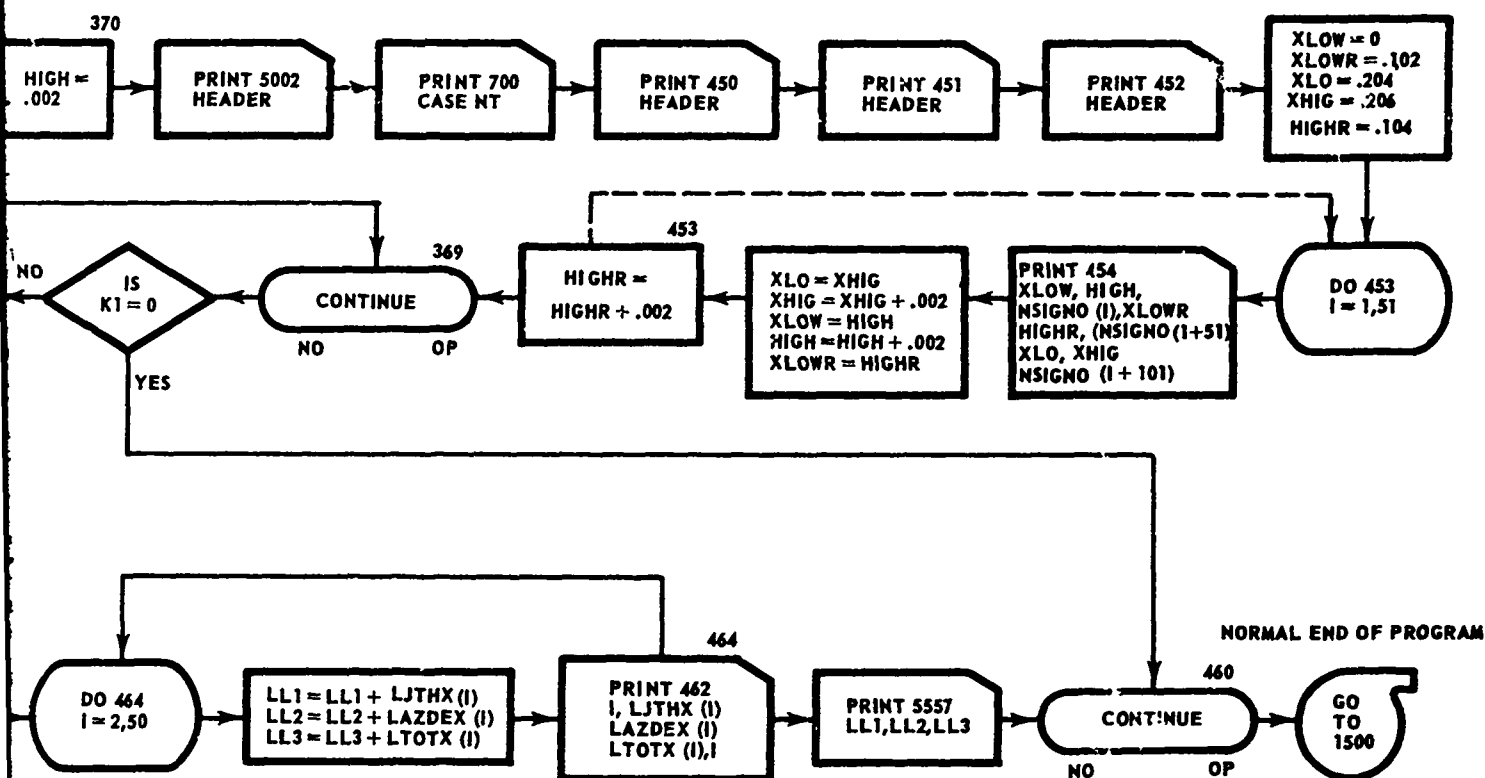 370
HIGH =
.002
PRINT 5002
HEADER
PRINT 700
CASE NT
PRINT 450
HEADER
PRINT 451
HEADER
PRINT 452
HEADER
XLOW = 0
XLOWR = .102
XLO = .204
XHIG = .206
HIGHR = .104
NO
IS
K1 = 0
YES
369
CONTINUE
NO OP
453
HIGHR =
HIGHR + .002
XLO = XHIG
XHIG = XHIG + .002
XLOW = HIGH
HIGH = HIGH + .002
XLOWR = HIGHR
PRINT 454
XLOW, HIGH,
NSIGNO (I), XLOWR
HIGHR, (NSIGNO (I+51)
XLO, XHIG
NSIGNO (I + 101)
DO 453
I = 1,51
DO 464
I = 2,50
LL1 = LL1 + LJTHX (I)
LL2 = LL2 + LAZDEX (I)
LL3 = LL3 + LTOTX (I)
464
PRINT 462
I, LJTHX (I)
LAZDEX (I)
LTOTX (I),I
PRINT 5557
LL1,LL2,LL3
460
CONTINUE
NO OP
NORMAL END OF PROGRAM
GO
TO
1500